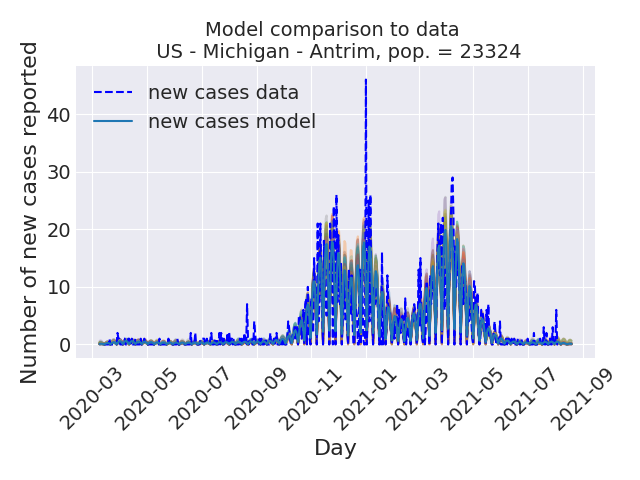 Model comparison to data
US - Michigan - Antrim, pop. = 23324
new cases data
new cases model
Number of new cases reported
40
30
20
10
0
2020-03
2020-05
2020-07
2020-09
2020-11
2021-01
2021-03
2021-05
2021-07
2021-09
Day